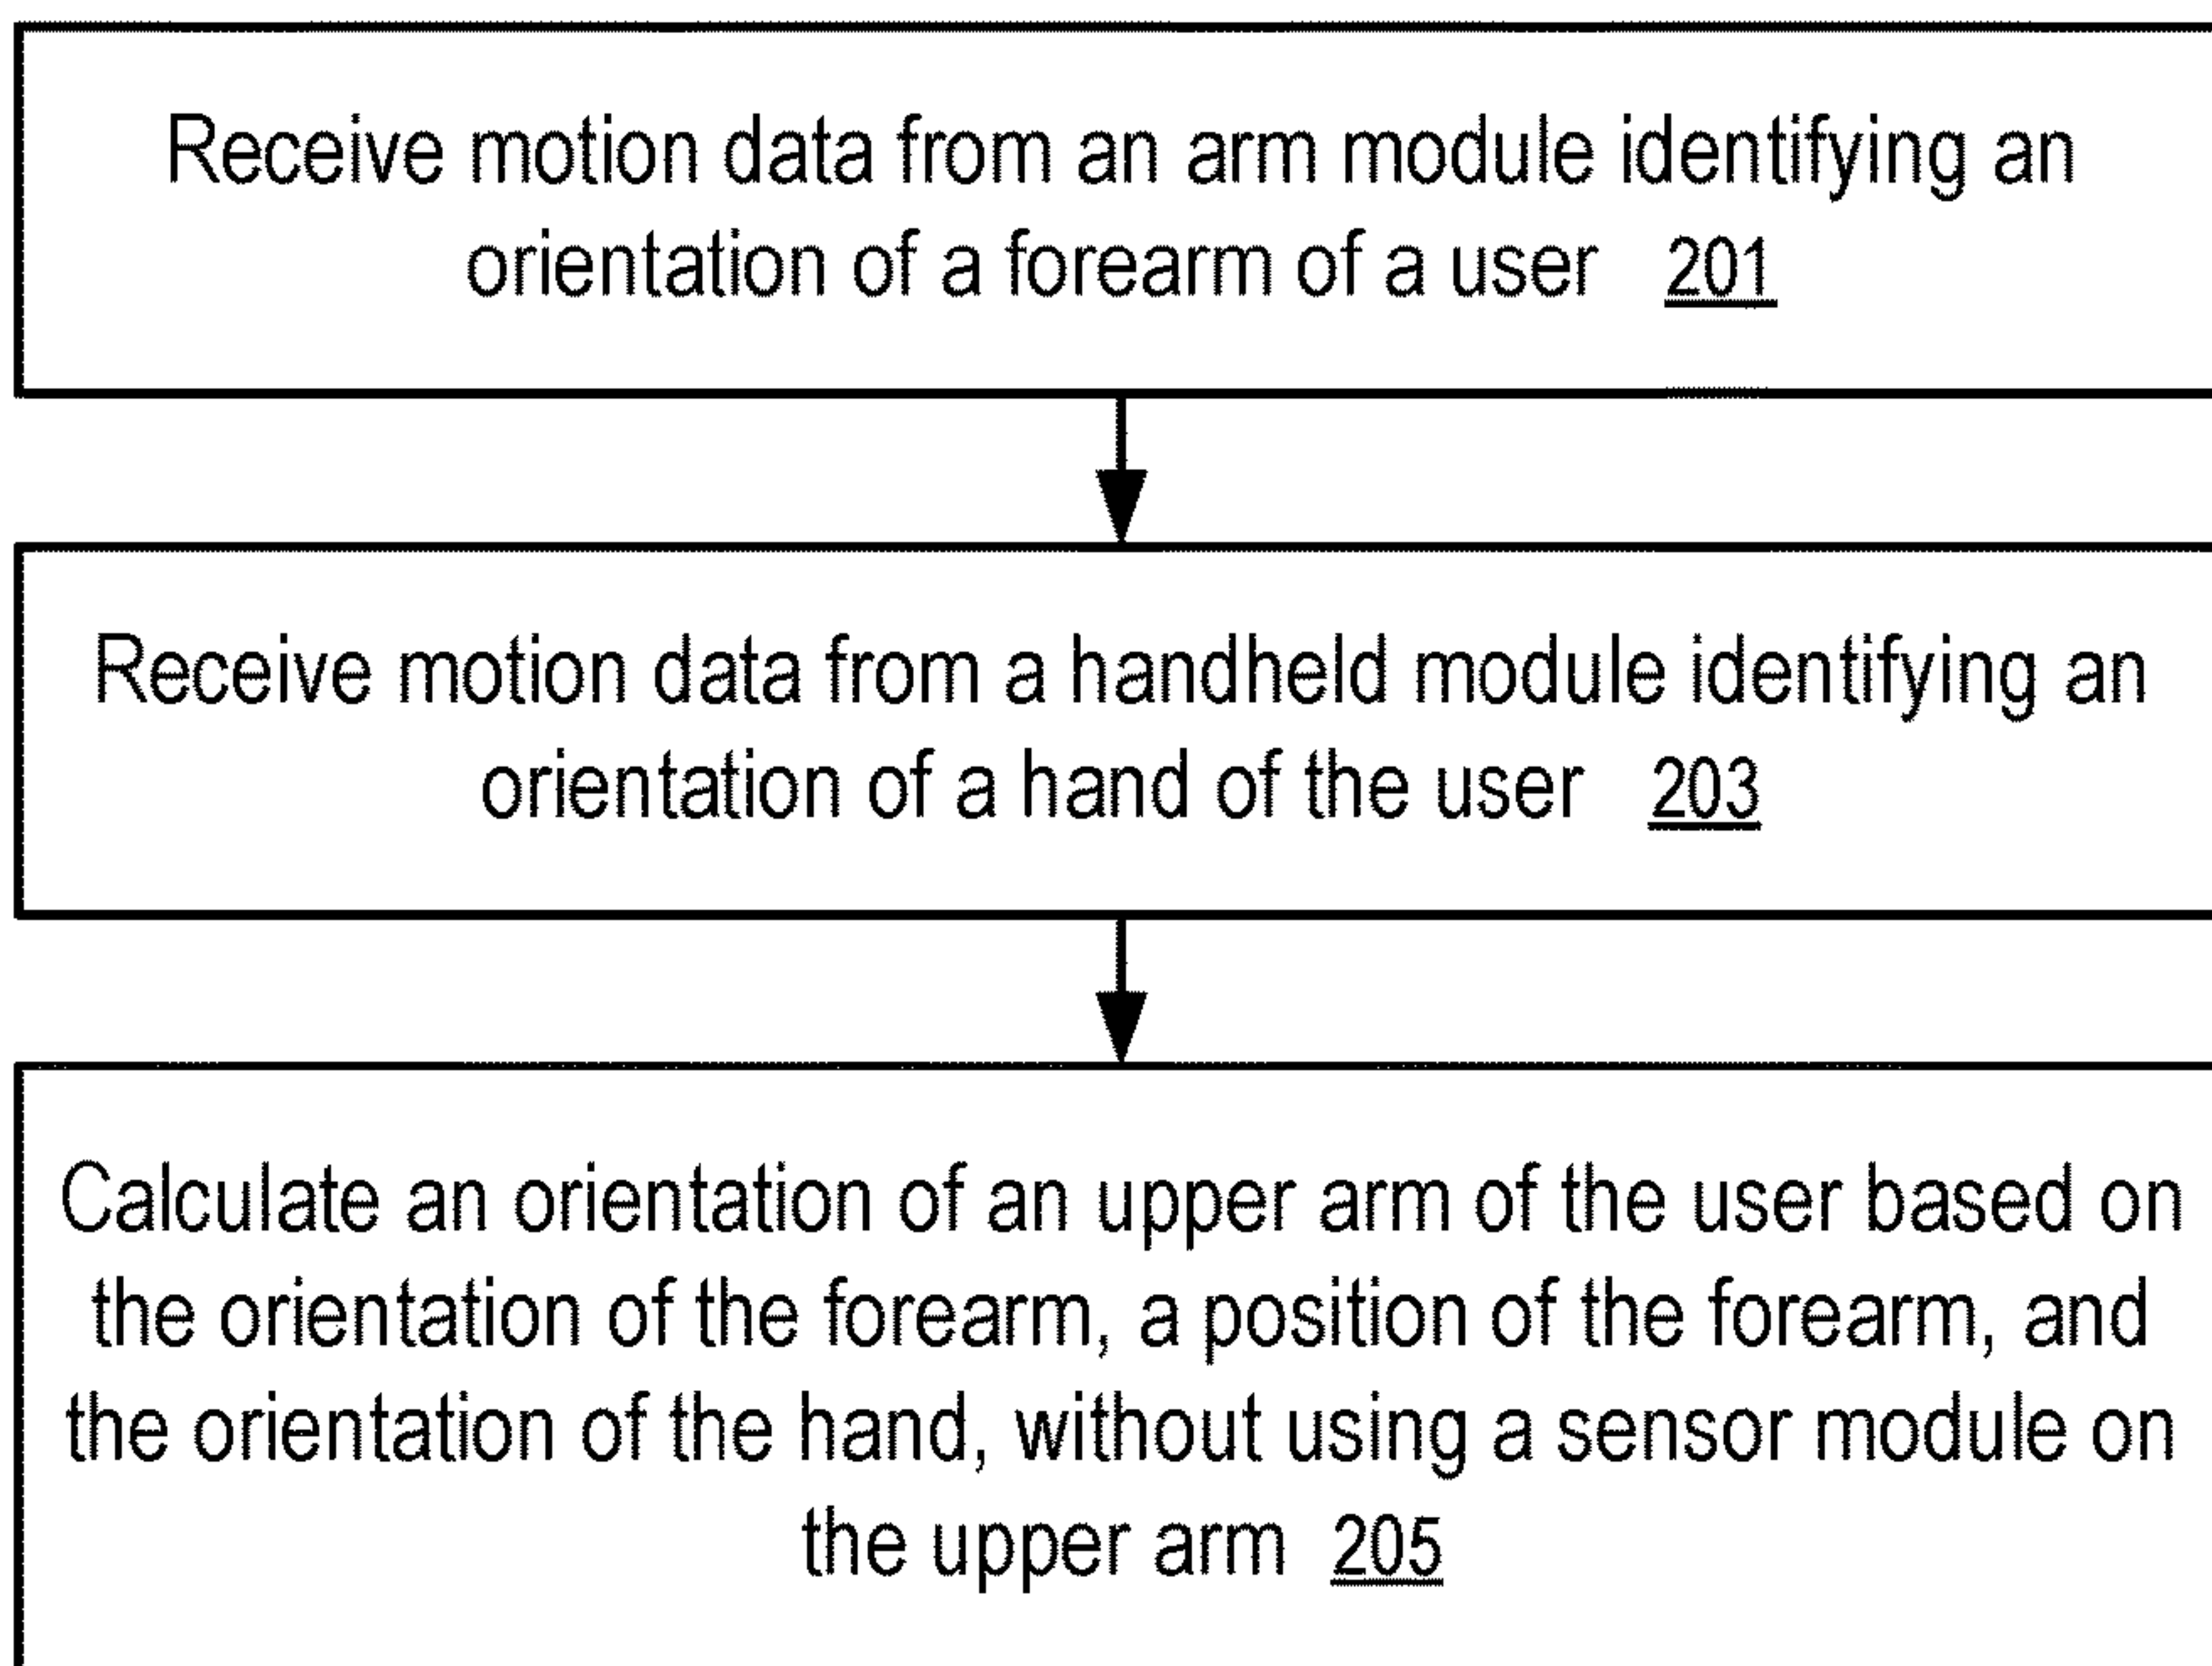 Receive motion data from an arm module identifying an
orientation of a forearm of a user 201
Receive motion data from a handheld module identifying an
orientation of a hand of the user 203
Calculate an orientation of an upper arm of the user based on
the orientation of the forearm, a position of the forearm, and
the orientation of the hand, without using a sensor module on
the upper arm 205